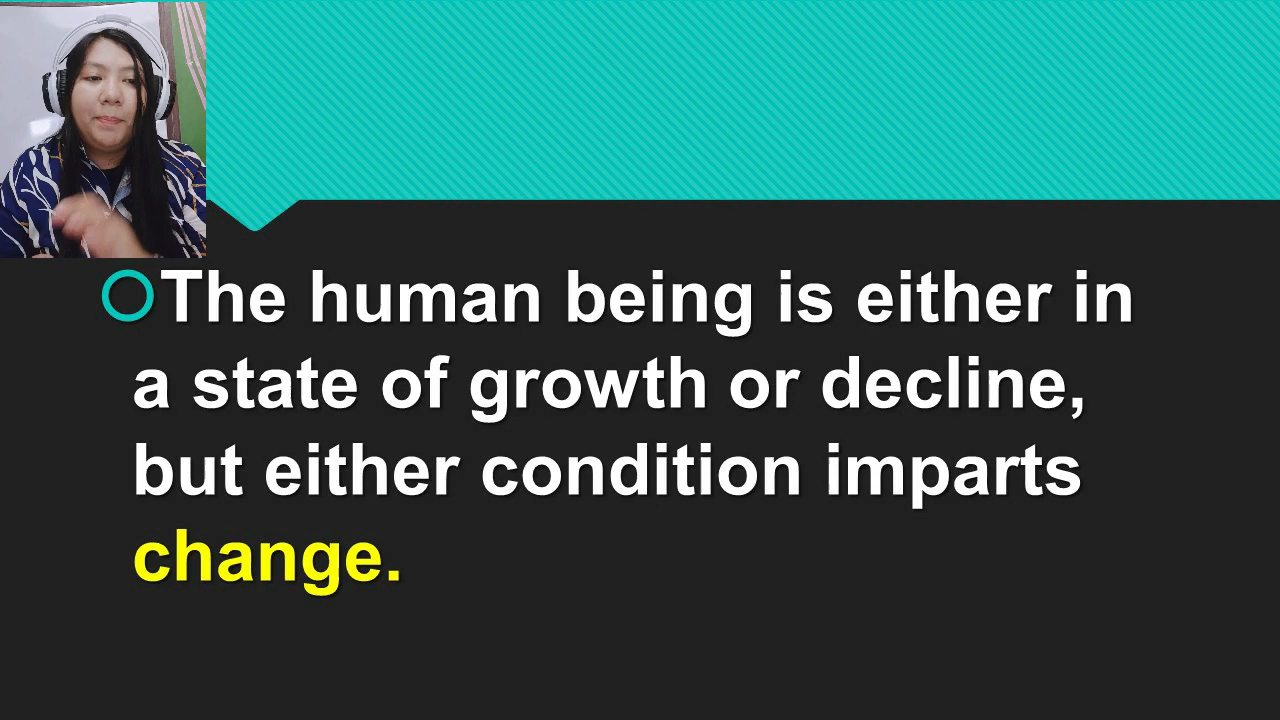 The human being is either in
a state of growth or decline,
but either condition imparts
change.